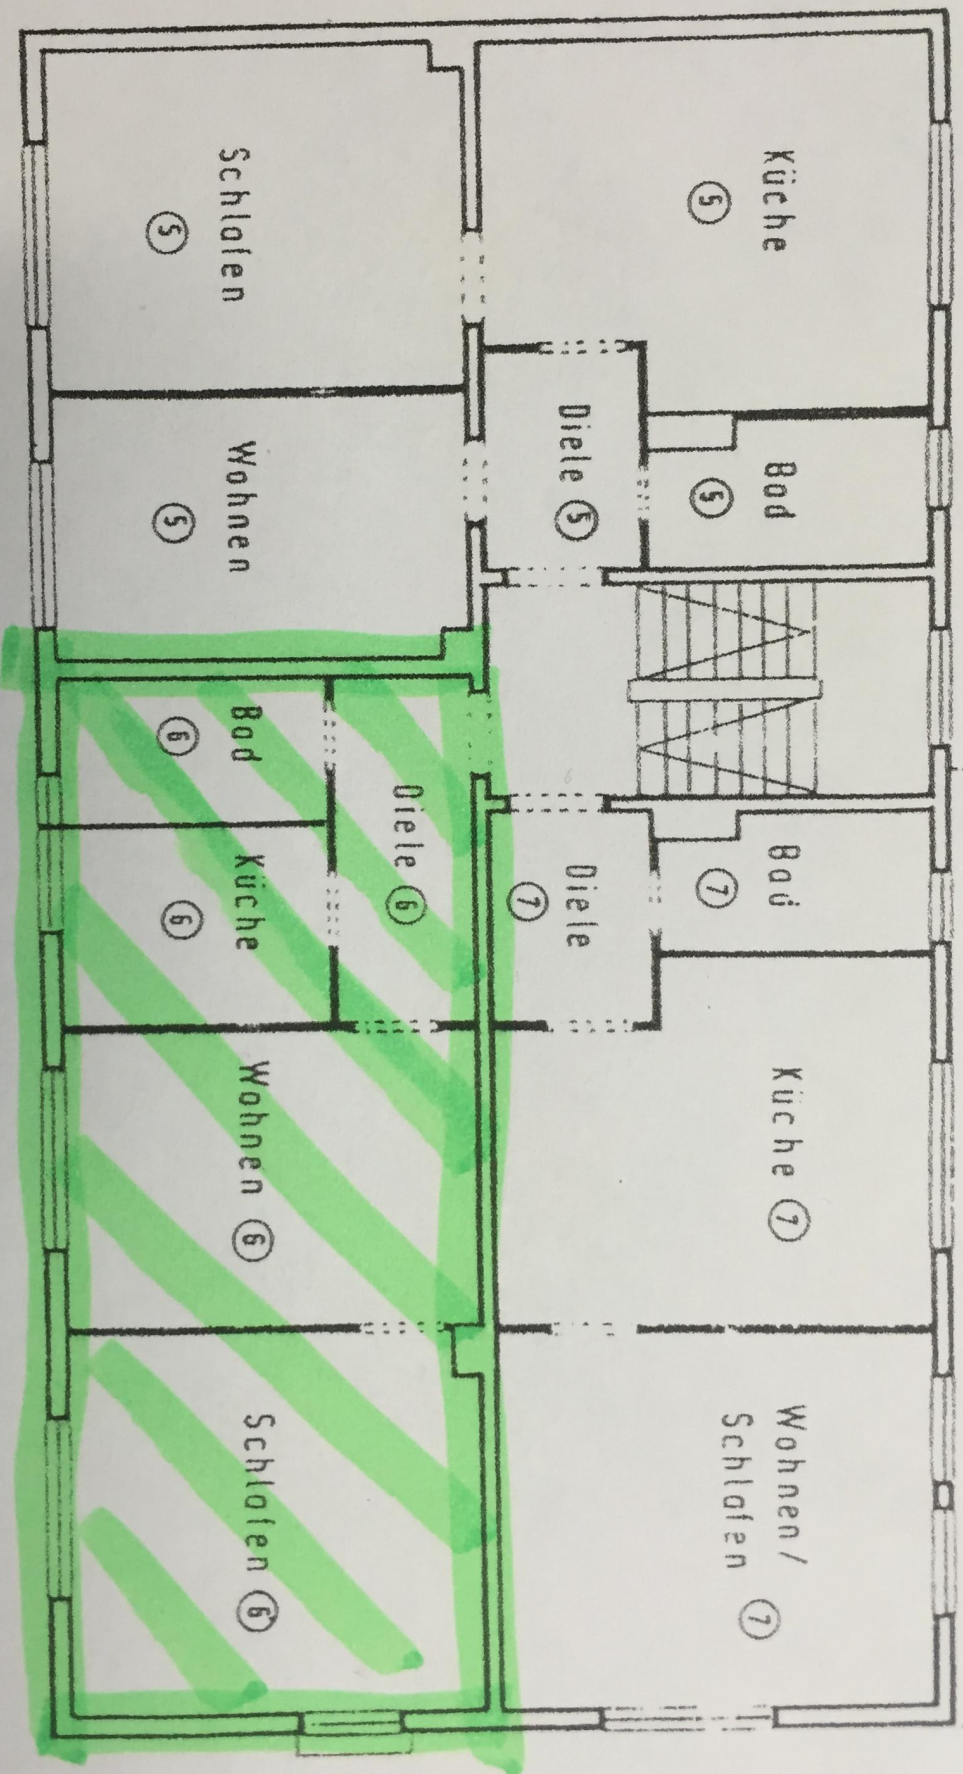 Küche
5
Schlafen
5
Bad
5
Diele 5
Wohnen
5
Bad
7
Diele
7
Bad
6
Diele 6
Küche
6
Küche 7
Wohnen 6
Wohnen/
Schlafen 7
Schlafen 6